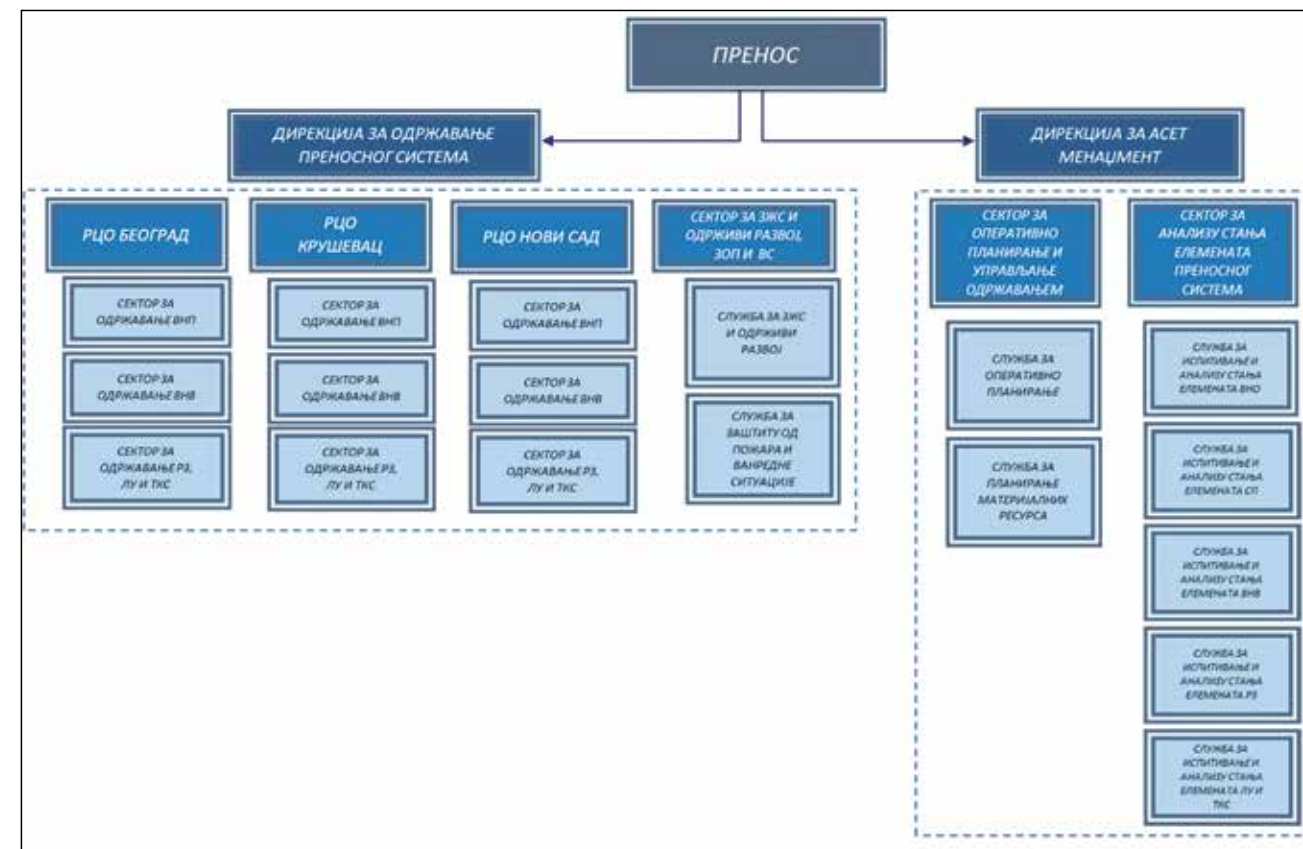 ПРЕНОС
ДИРЕКЦИЈА ЗА ОДРЖАВАЊЕ
ПРЕНОСНОГ СИСТЕМА
ДИРЕКЦИЈА ЗА АСЕТ
МЕНАЏМЕНТ
РЦО БЕОГРАД
СЕКТОР ЗА
ОДРЖАВАЊЕ ВНП
СЕКТОР ЗА
ОДРЖАВАЊЕ ВНВ
СЕКТОР ЗА
ОДРЖАВАЊЕ РЗ,
ЛУ И ТКС
РЦО
КРУШЕВАЦ
СЕКТОР ЗА
ОДРЖАВАЊЕ ВНП
СЕКТОР ЗА
ОДРЖАВАЊЕ ВНВ
СЕКТОР ЗА
ОДРЖАВАЊЕ РЗ,
ЛУ И ТКС
РЦО НОВИ САД
СЕКТОР ЗА
ОДРЖАВАЊЕ ВНП
СЕКТОР ЗА
ОДРЖАВАЊЕ ВНВ
СЕКТОР ЗА
ОДРЖАВАЊЕ РЗ,
ЛУ И ТКС
СЕКТОР ЗА ЗЖС И
ОДРЖИВИ РАЗВОЈ,
ЗОП И ВС
СЛУЖБА ЗА ЗЖС
И ОДРЖИВИ
РАЗВОЈ
СЛУЖБА ЗА
ЗАШТИТУ ОД
ПОЖАРА И
ВАНРЕДНЕ
СИТУАЦИЈЕ
СЕКТОР ЗА
ОПЕРАТИВНО
ПЛАНИРАЊЕ И
УПРАВЉАЊЕ
ОДРЖАВАЊЕМ
СЛУЖБА ЗА
ОПЕРАТИВНО
ПЛАНИРАЊЕ
СЛУЖБА ЗА
ПЛАНИРАЊЕ
МАТЕРИЈАЛНИХ
РЕСУРСА
СЕКТОР ЗА
АНАЛИЗУ СТАЊА
ЕЛЕМЕНАТА
ПРЕНОСНОГ
СИСТЕМА
СЛУЖБА ЗА
ИСПИТИВАЊЕ И
АНАЛИЗУ СТАЊА
ЕЛЕМЕНАТА ВНО
СЛУЖБА ЗА
ИСПИТИВАЊЕ И
АНАЛИЗУ СТАЊА
ЕЛЕМЕНАТА СП
СЛУЖБА ЗА
ИСПИТИВАЊЕ И
АНАЛИЗУ СТАЊА
ЕЛЕМЕНАТА ВНВ
СЛУЖБА ЗА
ИСПИТИВАЊЕ И
АНАЛИЗУ СТАЊА
ЕЛЕМЕНАТА РЗ
СЛУЖБА ЗА
ИСПИТИВАЊЕ И
АНАЛИЗУ СТАЊА
ЕЛЕМЕНАТА ЛУ И
ТКС